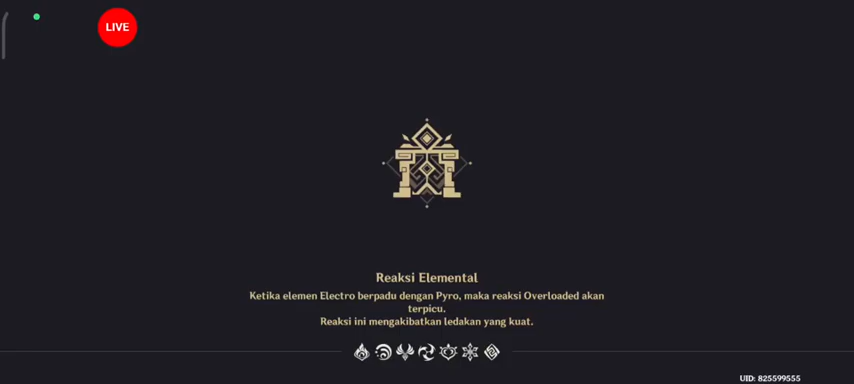 LIVE
Reaksi Elemental
Ketika elemen Electro berpadu dengan Pyro, maka reaksi Overloaded akan
terpicu.
Reaksi ini mengakibatkan ledakan yang kuat.
UID: 825599555